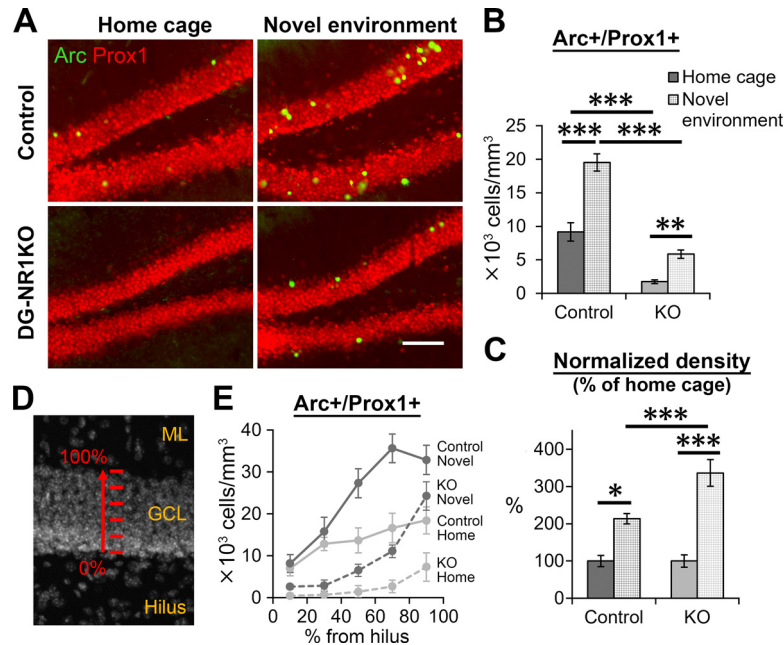 A
Home cage
Novel environment
Arc Prox1
Control
DG-NR1KO
B
Arc+/Prox1+
Home cage
Novel
environment
***
*** ***
**
×10³ cells/mm³
25
20
15
10
5
0
Control KO
C
Normalized density
(% of home cage)
***
***
*
%
400
300
200
100
0
Control KO
D
ML
100%
GCL
0%
Hilus
E
Arc+/Prox1+
×10³ cells/mm³
40
30
20
10
0
0 20 40 60 80 100
% from hilus
Control
Novel
KO
Novel
Control
Home
KO
Home